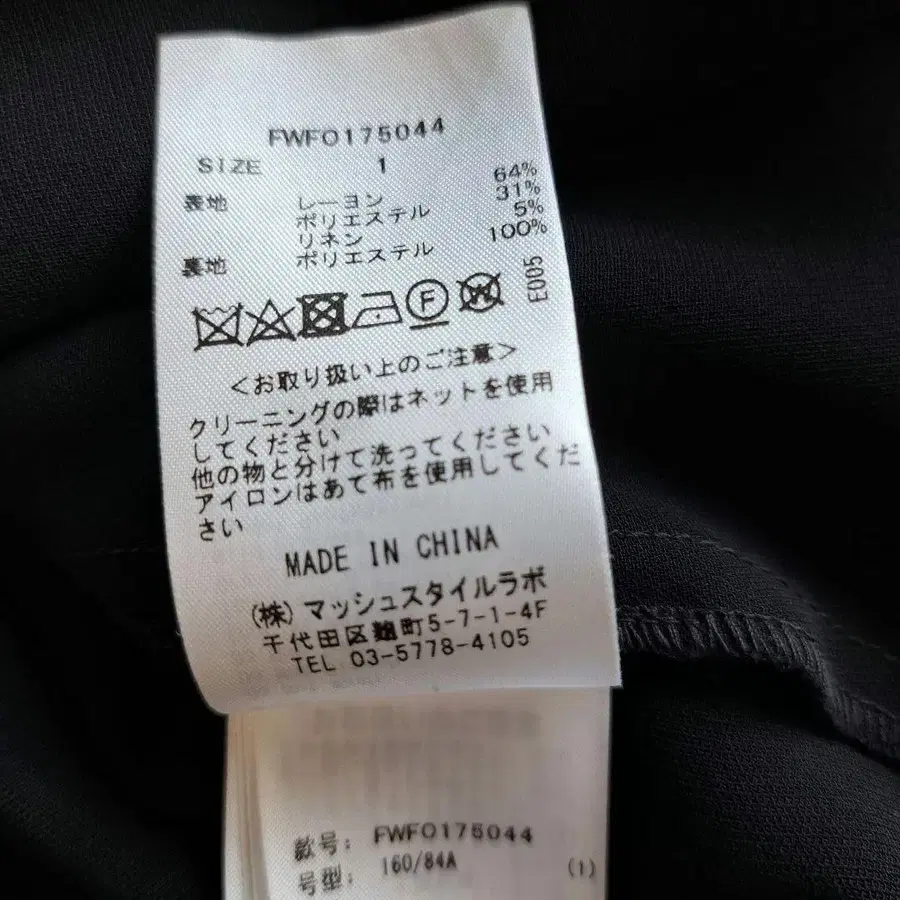 FWFO175044
SIZE 1
表地 レーヨン 64%
ポリエステル 31%
リネン 5%
裏地 ポリエステル 100%
F W E005
<お取り扱い上のご注意>
クリーニングの際はネットを使用
してください
他の物と分けて洗ってください
アイロンはあて布を使用してくだ
さい
MADE IN CHINA
(株)マッシュスタイルラボ
千代田区麹町5-7-1-4F
TEL 03-5778-4105
款号: FWFO175044
号型: 160/84A (1)